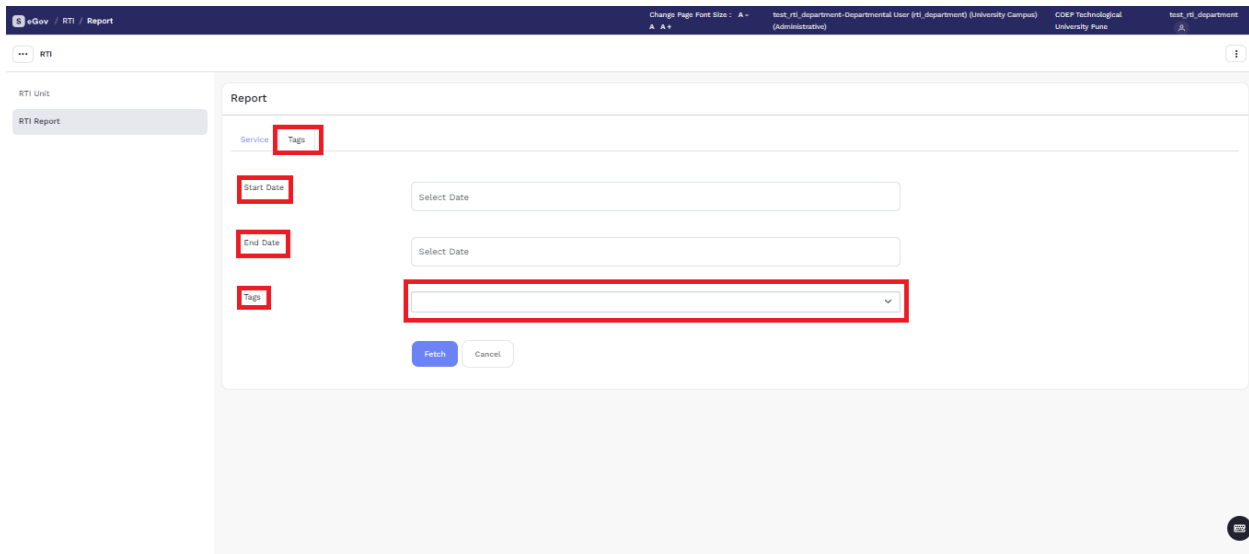 S eGov / RTI / Report
Change Page Font Size : A -
A A +
test_rti_department-Departmental User (rti_department) (University Campus)
(Administrative)
COEP Technological
University Pune
test_rti_department
RTI
RTI Unit
RTI Report
Report
Service Tags
Start Date
Select Date
End Date
Select Date
Tags
Fetch Cancel